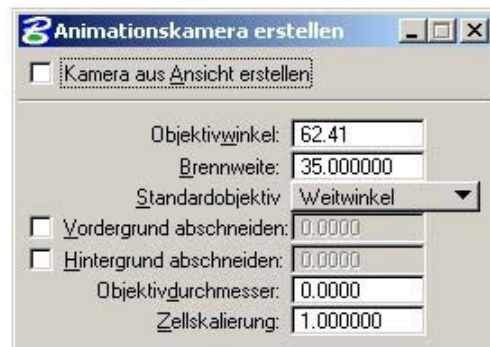 Animationskamera erstellen
Kamera aus Ansicht erstellen
Objektivwinkel: 62.41
Brennweite: 35.000000
Standardobjektiv Weitwinkel
Vordergrund abschneiden: 0.0000
Hintergrund abschneiden: 0.0000
Objektivdurchmesser: 0.0000
Zellskalierung: 1.000000